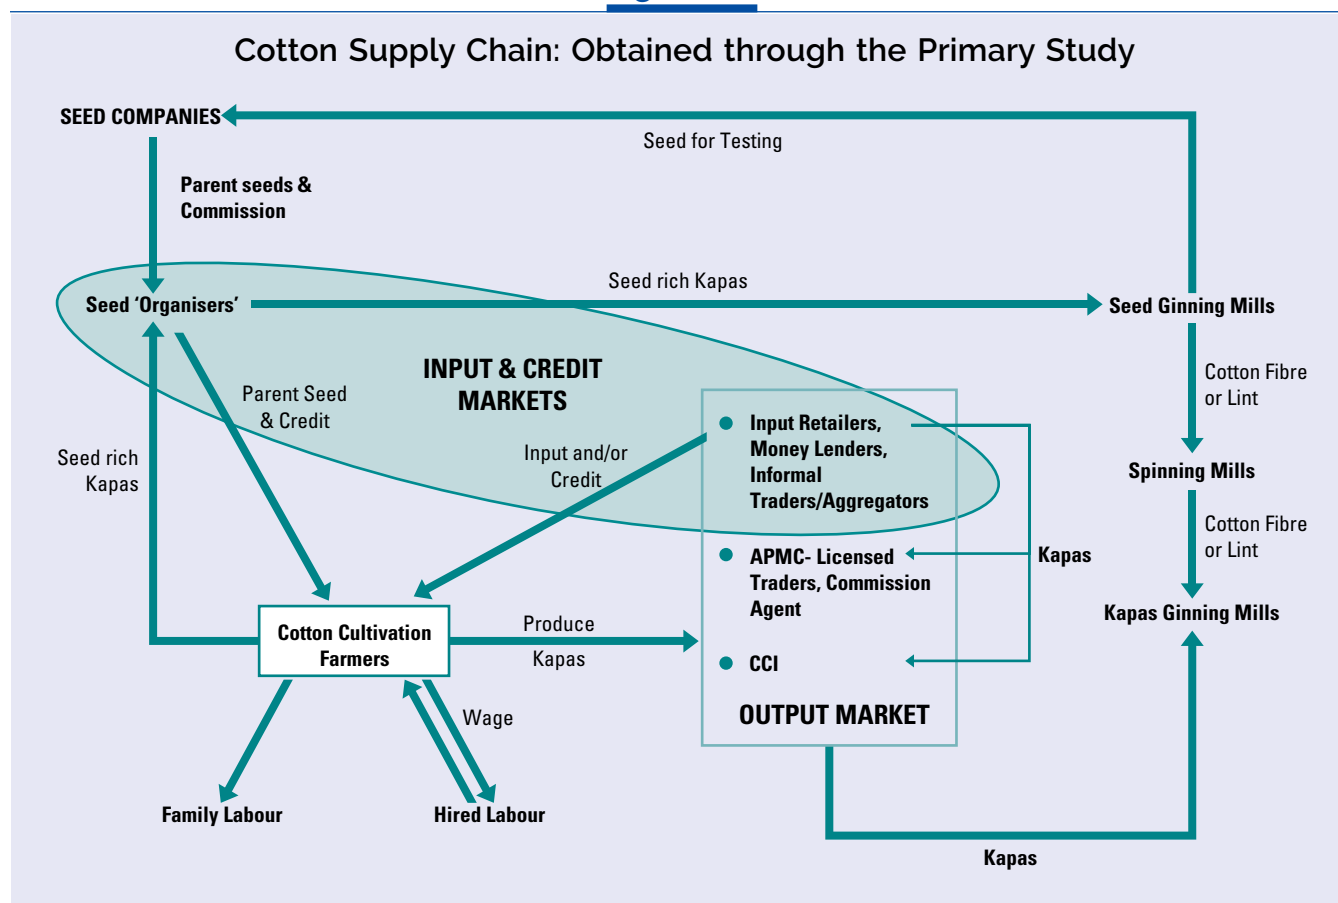 Cotton Supply Chain: Obtained through the Primary Study
SEED COMPANIES
Seed for Testing
Parent seeds &
Commission
Seed 'Organisers'
Seed rich Kapas
Seed Ginning Mills
INPUT & CREDIT
MARKETS
Parent Seed
& Credit
Cotton Fibre
or Lint
Input Retailers,
Money Lenders,
Informal
Traders/Aggregators
Input and/or
Credit
Seed rich
Kapas
Spinning Mills
Cotton Fibre
or Lint
APMC- Licensed
Traders, Commission
Agent
Kapas
Kapas Ginning Mills
Cotton Cultivation
Farmers
Produce
Kapas
CCI
OUTPUT MARKET
Wage
Family Labour
Hired Labour
Kapas